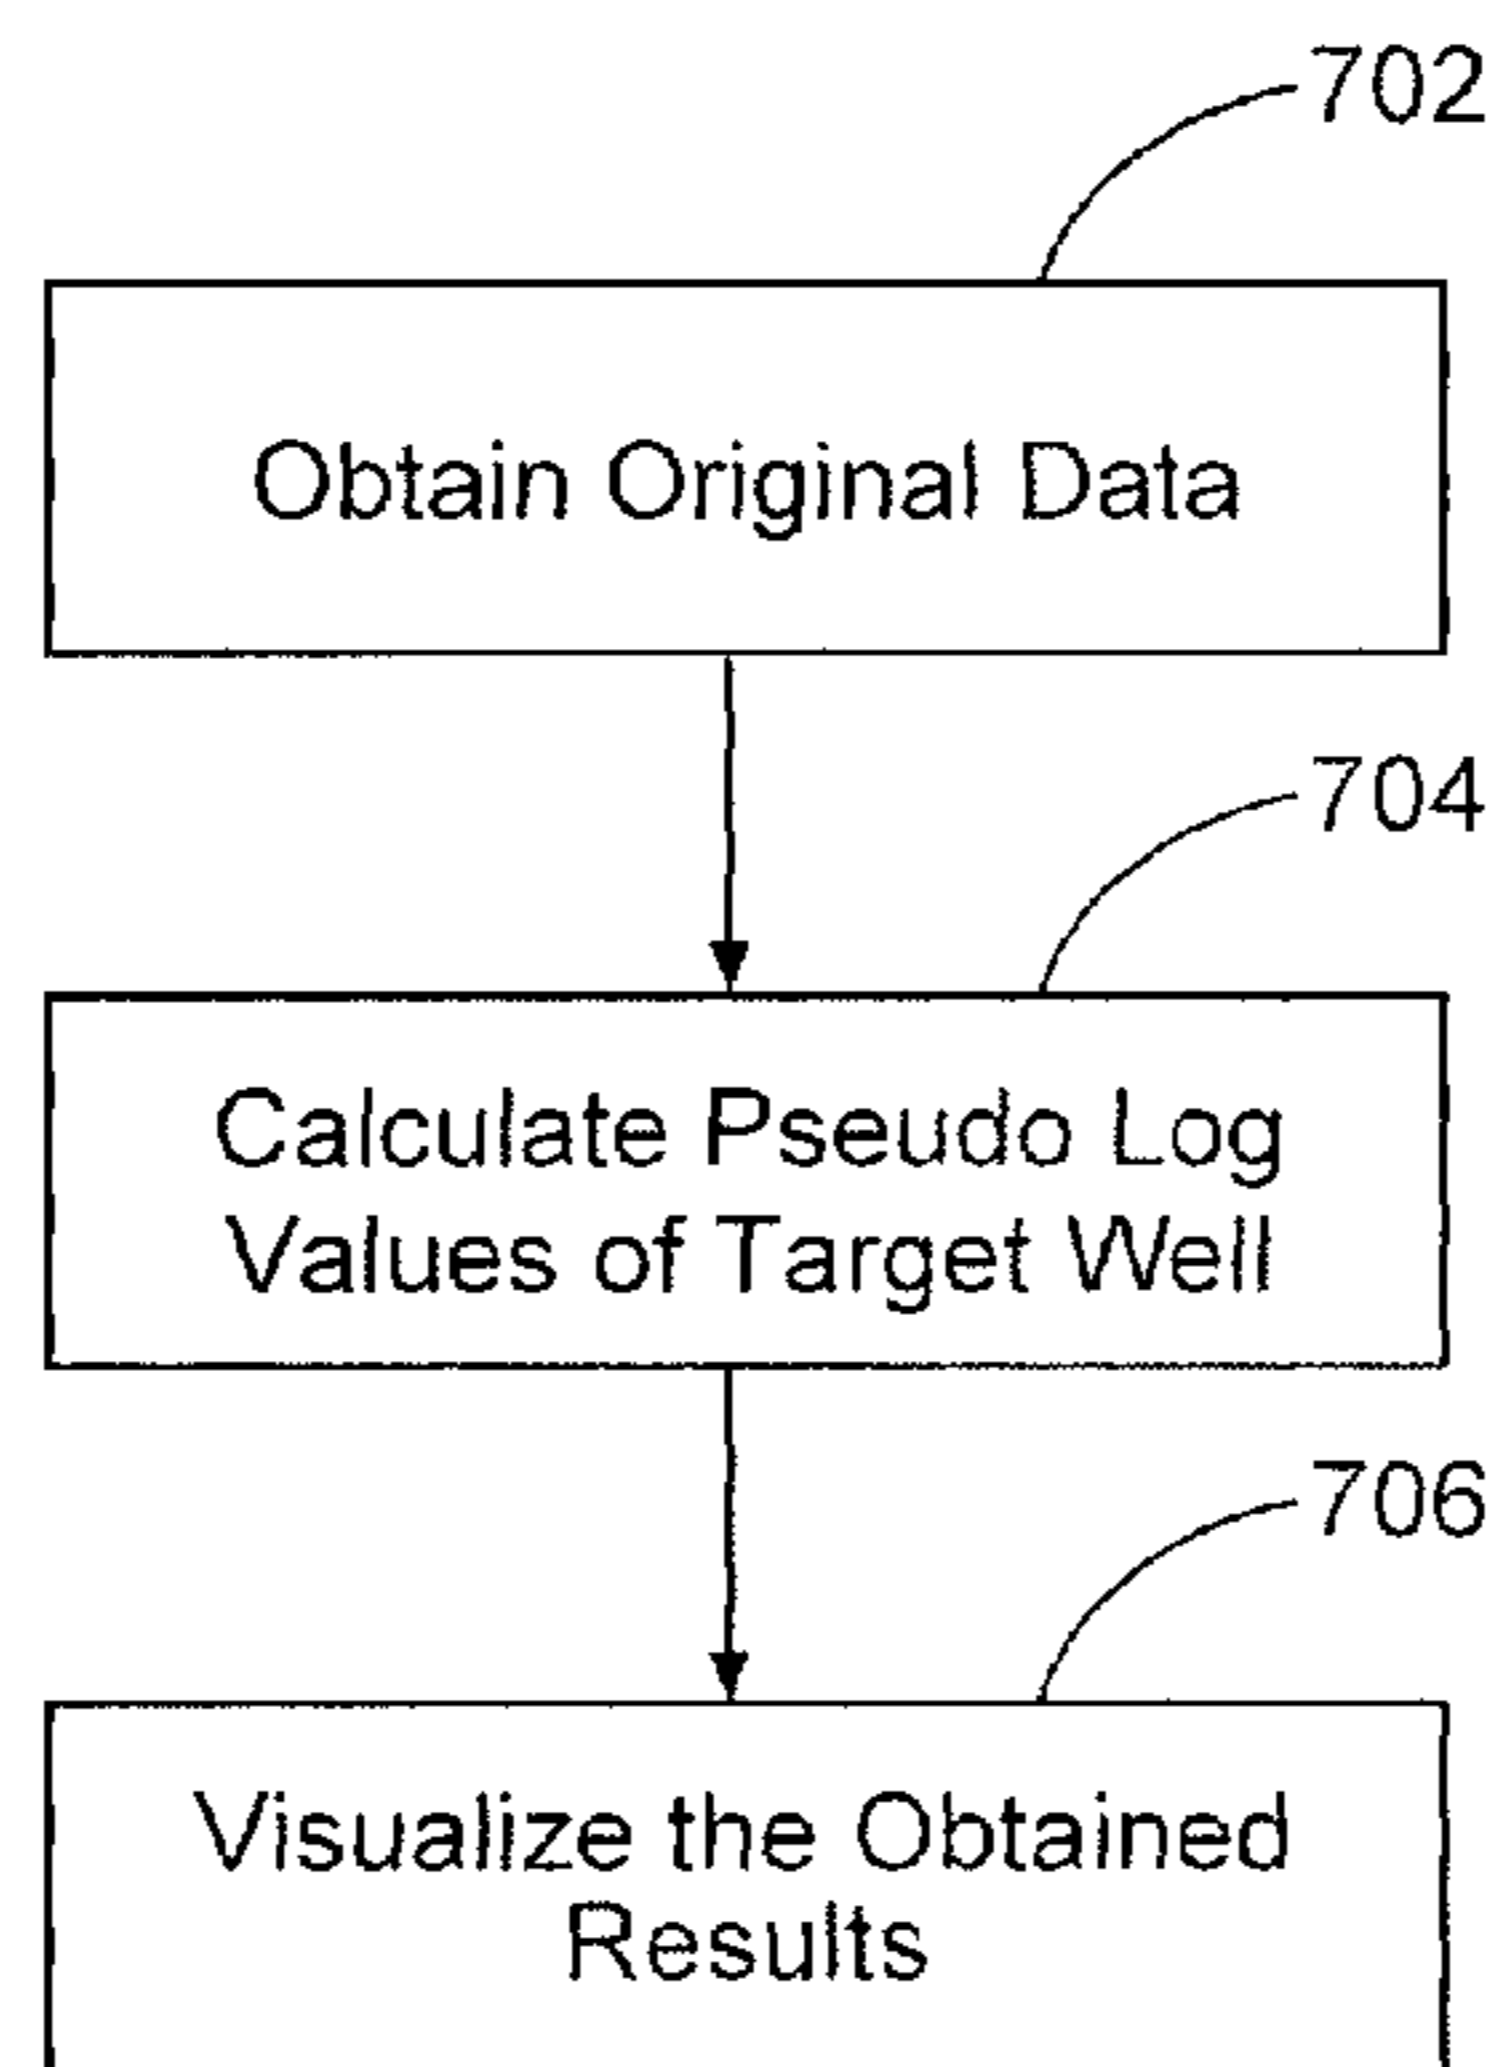 702
Obtain Original Data
704
Calculate Pseudo Log
Values of Target Well
706
Visualize the Obtained
Results